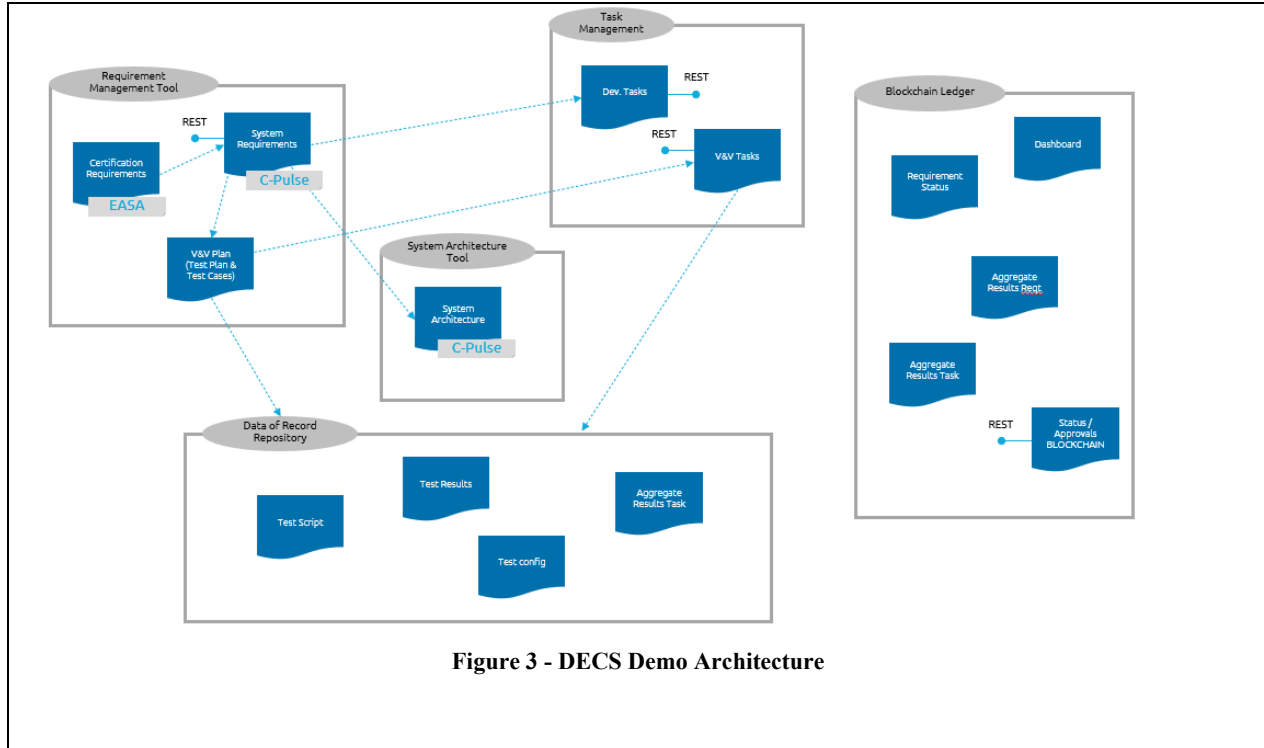 Task
Management
Requirement
Management Tool
Dev. Tasks
REST
REST
System
Requirements
REST
V&V Tasks
Certification
Requirements
EASA
C-Pulse
V&V Plan
(Test Plan &
Test Cases)
System Architecture
Tool
System
Architecture
C-Pulse
Blockchain Ledger
Dashboard
Requirement
Status
Aggregate
Results Reqt
Aggregate
Results Task
REST
Status /
Approvals
BLOCKCHAIN
Data of Record
Repository
Test Results
Aggregate
Results Task
Test Script
Test config
Figure 3 - DECS Demo Architecture